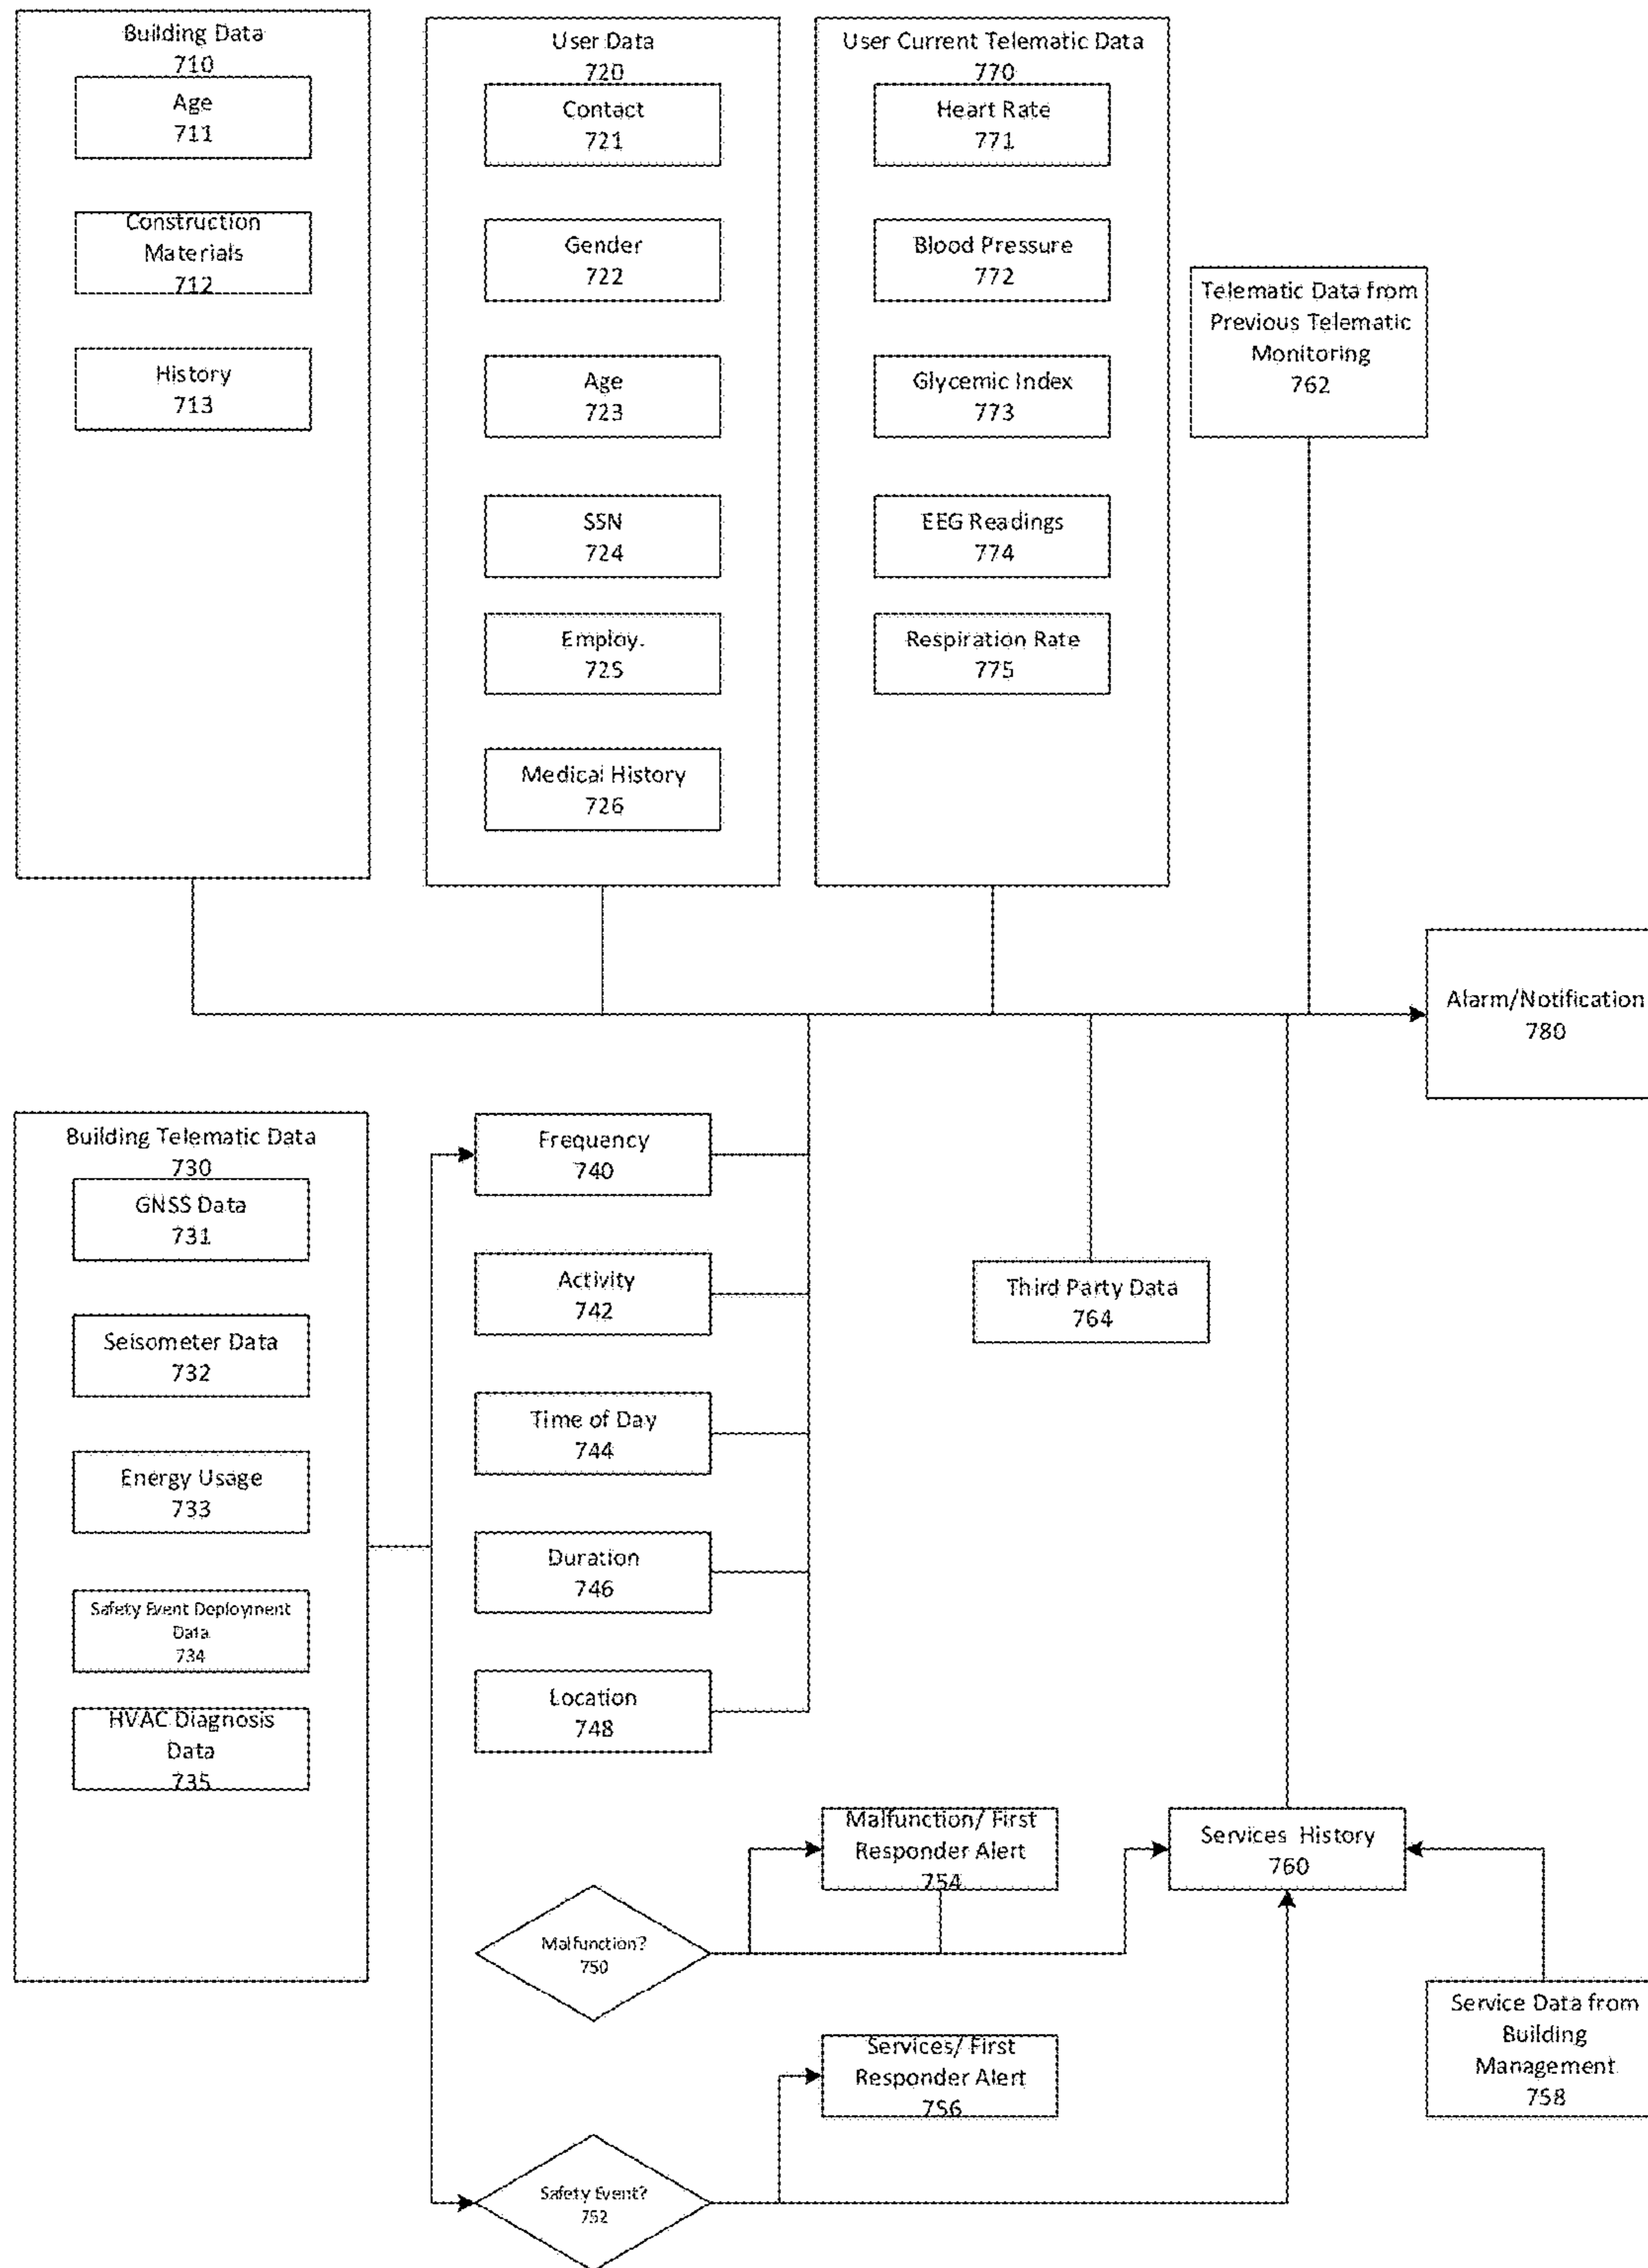 Building Data
710
Age
711
Construction
Materials
712
History
713
User Data
720
Contact
721
Gender
722
Age
723
SSN
724
Employ.
725
Medical History
726
User Current Telematic Data
770
Heart Rate
771
Blood Pressure
772
Glycemic Index
773
EEG Readings
774
Respiration Rate
775
Telematic Data from
Previous Telematic
Monitoring
762
Alarm/Notification
780
Building Telematic Data
730
GNSS Data
731
Seisometer Data
732
Energy Usage
733
Safety Event Deployment
Data
734
HVAC Diagnosis
Data
735
Frequency
740
Activity
742
Time of Day
744
Duration
746
Location
748
Third Party Data
764
Malfunction?
750
Malfunction/ First
Responder Alert
754
Services History
760
Safety Event?
752
Services/ First
Responder Alert
756
Service Data from
Building
Management
758